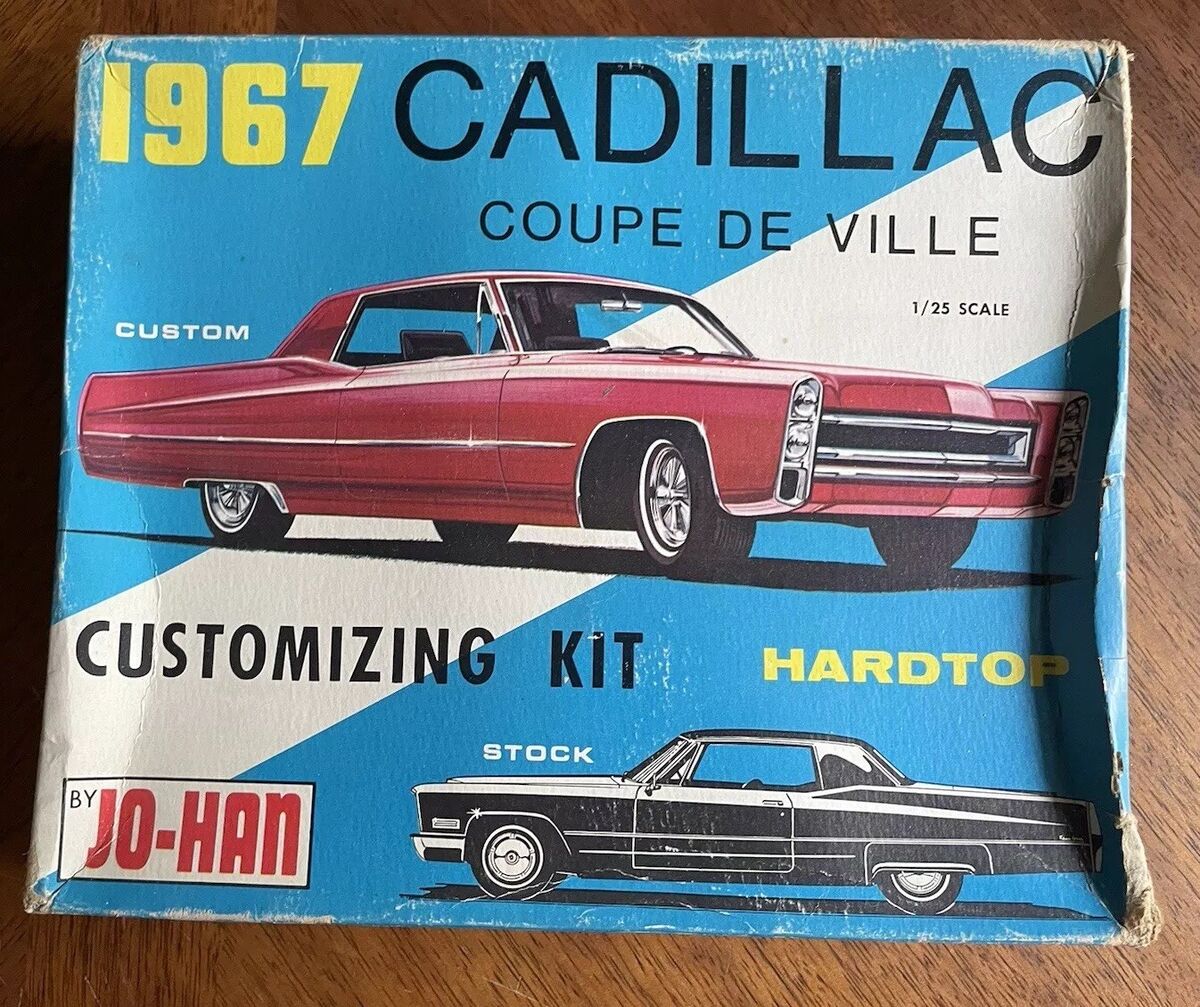 1967 CADILLAC
COUPE DE VILLE
1/25 SCALE
CUSTOM
CUSTOMIZING KIT
HARDTOP
STOCK
BY JO-HAN